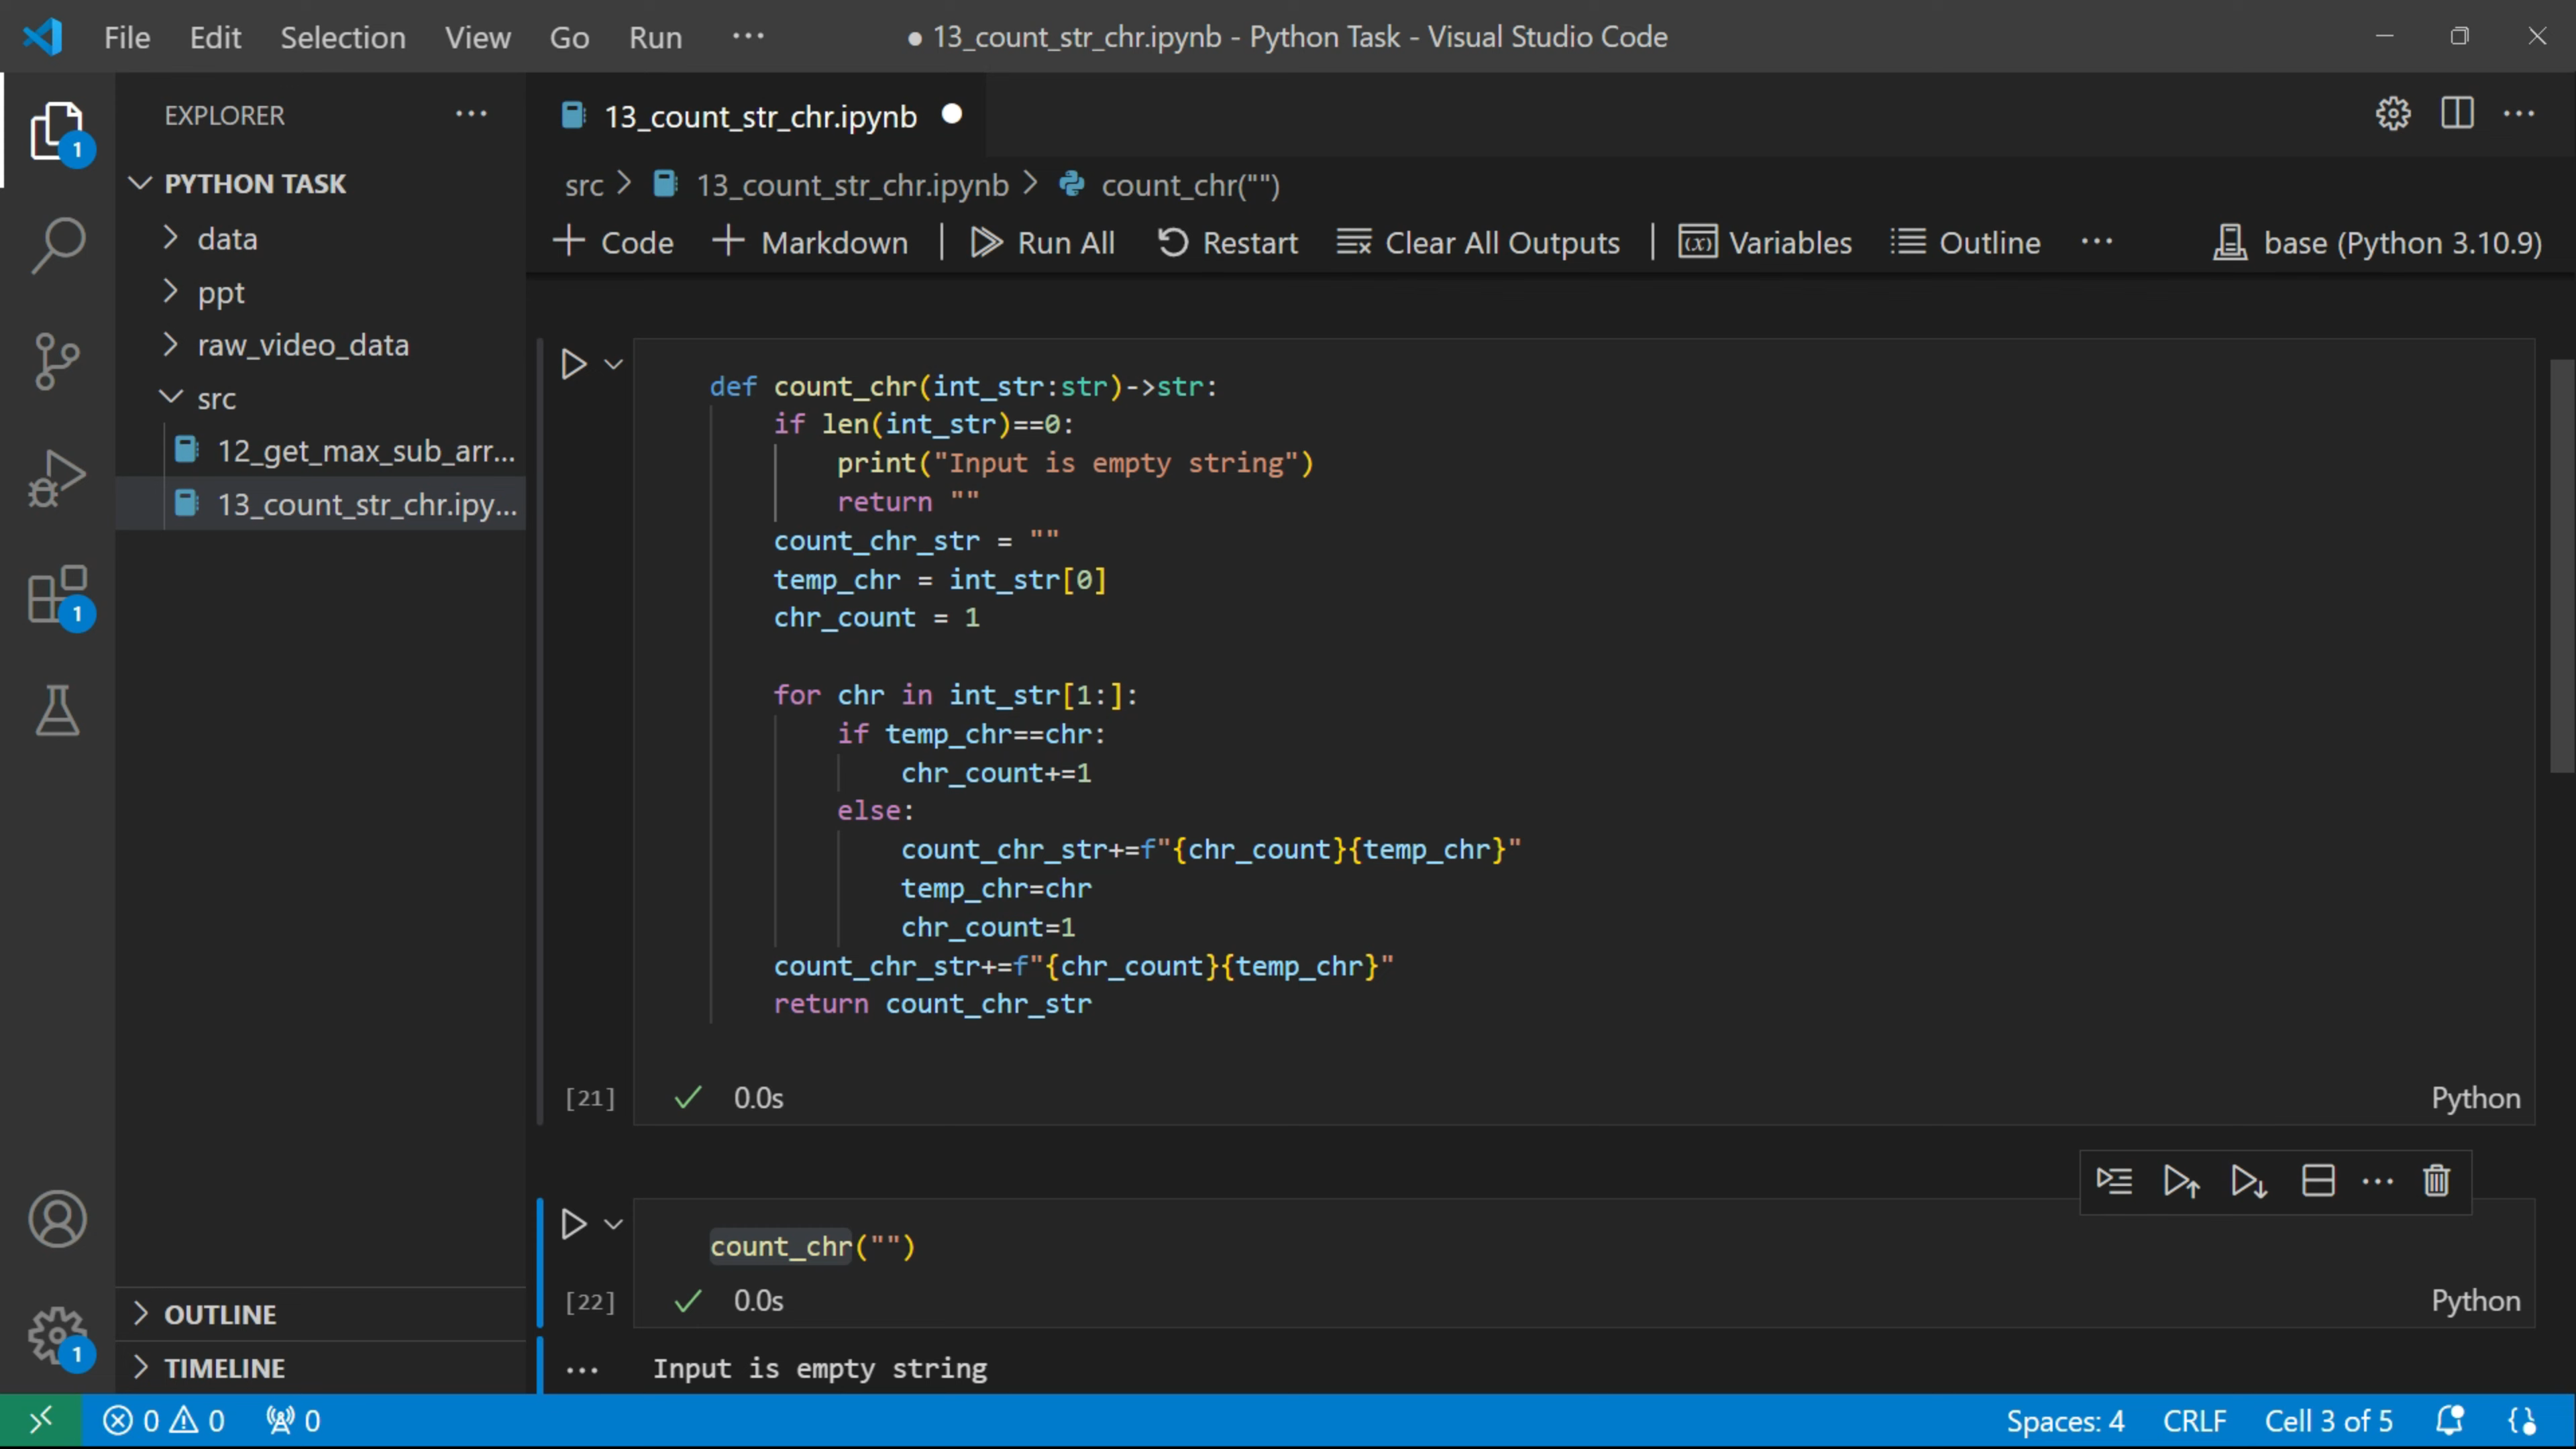 File Edit Selection View Go Run ··· ● 13_count_str_chr.ipynb - Python Task - Visual Studio Code
EXPLORER ···
1
PYTHON TASK
data
ppt
raw_video_data
src
12_get_max_sub_arr...
13_count_str_chr.ipy...
1
OUTLINE
TIMELINE
1
13_count_str_chr.ipynb ●
src > 13_count_str_chr.ipynb > count_chr("")
+ Code + Markdown | Run All Restart Clear All Outputs | Variables Outline ··· base (Python 3.10.9)
def count_chr(int_str:str)->str:
    if len(int_str)==0:
        print("Input is empty string")
        return ""
    count_chr_str = ""
    temp_chr = int_str[0]
    chr_count = 1
    for chr in int_str[1:]:
        if temp_chr==chr:
            chr_count+=1
        else:
            count_chr_str+=f"{chr_count}{temp_chr}"
            temp_chr=chr
            chr_count=1
    count_chr_str+=f"{chr_count}{temp_chr}"
    return count_chr_str
[21] ✓ 0.0s Python
count_chr("")
[22] ✓ 0.0s Python
··· Input is empty string
0 0 0 Spaces: 4 CRLF Cell 3 of 5